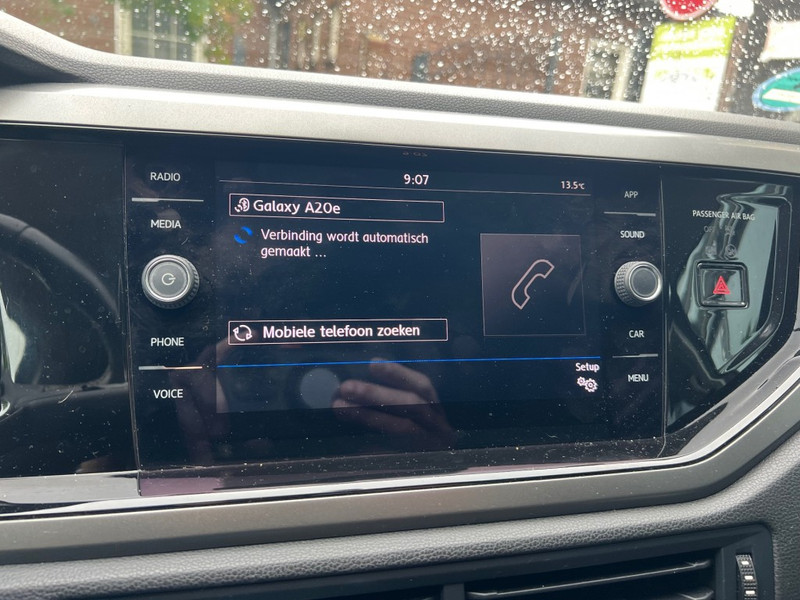 RADIO
MEDIA
PHONE
VOICE
9:07
13.5°C
Galaxy A20e
Verbinding wordt automatisch
gemaakt ...
Mobiele telefoon zoeken
Setup
APP
SOUND
CAR
MENU
PASSENGER AIR BAG